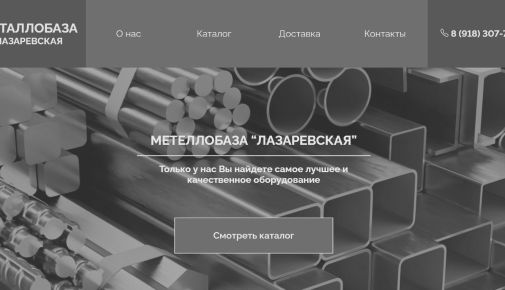 ТАЛЛОБАЗА
ЛАЗАРЕВСКАЯ
О нас
Каталог
Доставка
Контакты
8 (918) 307-7
МЕТЕЛЛОБАЗА “ЛАЗАРЕВСКАЯ”
Только у нас Вы найдете самое лучшее и
качественное оборудование
Смотреть каталог